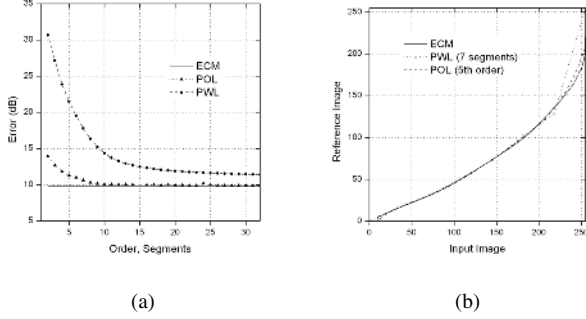 35
30
25
20
15
10
5
Error (dB)
ECM
POL
PWL
5 10 15 20 25 30
Order, Segments
(a)
250
200
150
100
50
0
Reference Image
ECM
PWL (7 segments)
POL (5th order)
0 50 100 150 200 250
Input Image
(b)